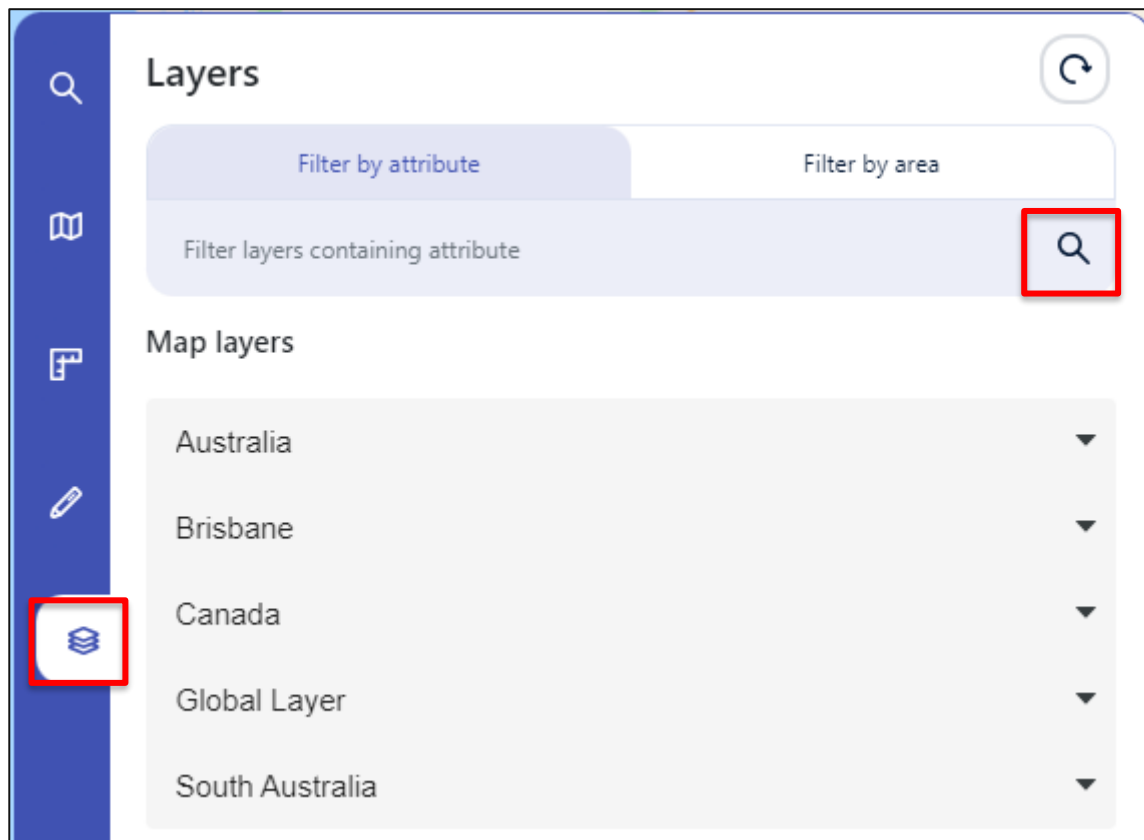 Layers
Filter by attribute
Filter by area
Filter layers containing attribute
Map layers
Australia
Brisbane
Canada
Global Layer
South Australia